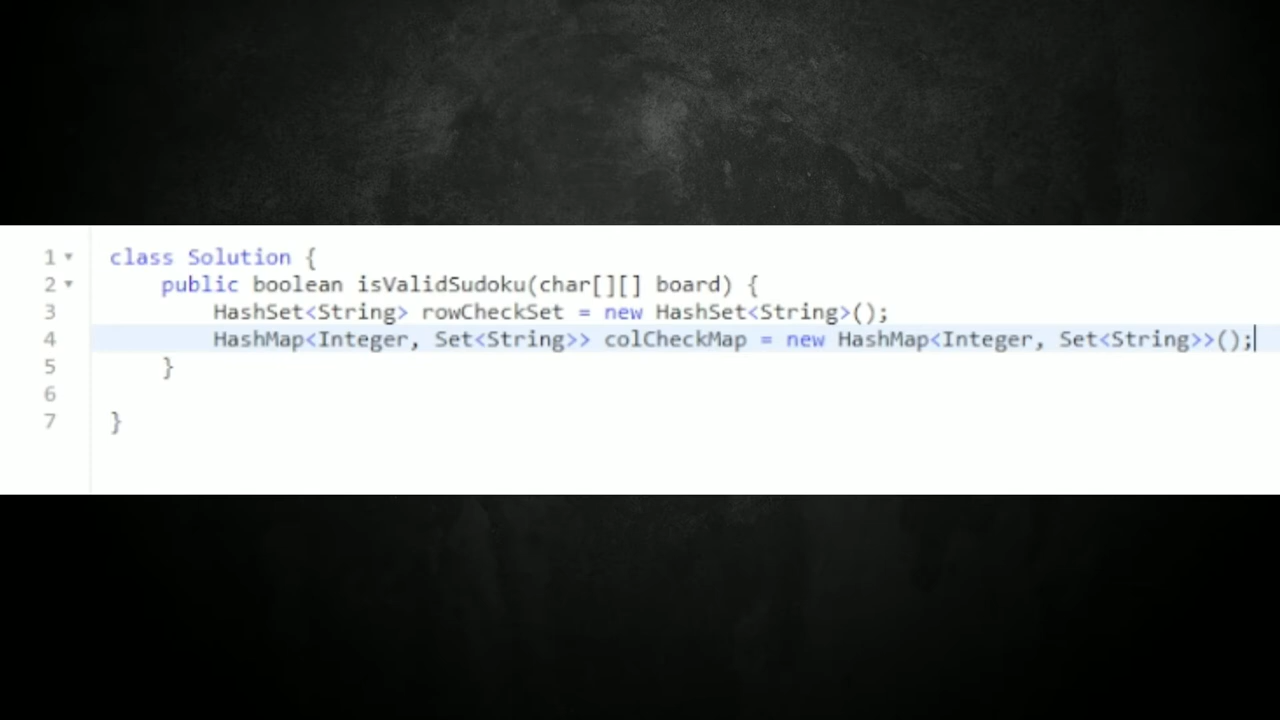 1 class Solution {
2 public boolean isValidSudoku(char[][] board) {
3 HashSet<String> rowCheckSet = new HashSet<String>();
4 HashMap<Integer, Set<String>> colCheckMap = new HashMap<Integer, Set<String>>();
5 }
6
7 }